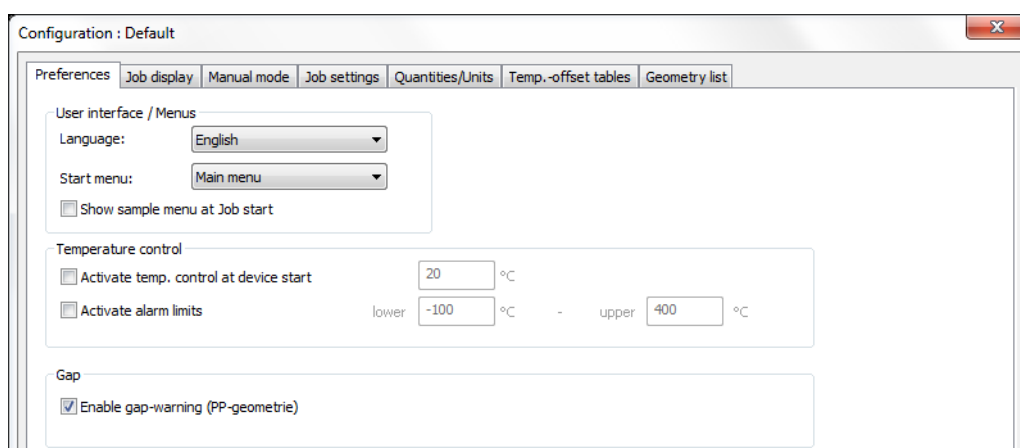 Configuration : Default
Preferences Job display Manual mode Job settings Quantities/Units Temp.-offset tables Geometry list
User interface / Menus
Language: English
Start menu: Main menu
Show sample menu at Job start
Temperature control
Activate temp. control at device start 20 °C
Activate alarm limits lower -100 °C - upper 400 °C
Gap
Enable gap-warning (PP-geometrie)